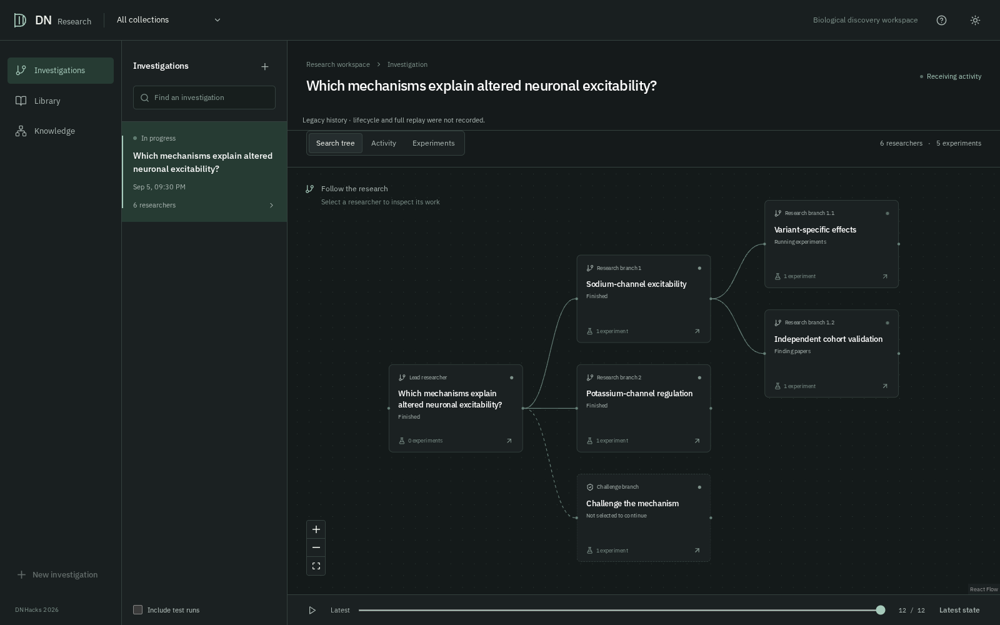 DN Research
All collections
Biological discovery workspace
Investigations
Library
Knowledge
New investigation
DNHacks 2026
Investigations
Find an investigation
In progress
Which mechanisms explain altered
neuronal excitability?
Sep 5, 09:30 PM
6 researchers
Include test runs
Research workspace > Investigation
Which mechanisms explain altered neuronal excitability?
Receiving activity
Legacy history · lifecycle and full replay were not recorded.
Search tree
Activity
Experiments
6 researchers · 5 experiments
Follow the research
Select a researcher to inspect its work
Lead researcher
Which mechanisms explain
altered neuronal excitability?
Finished
0 experiments
Research branch 1
Sodium-channel excitability
Finished
1 experiment
Research branch 2
Potassium-channel regulation
Finished
1 experiment
Challenge branch
Challenge the mechanism
Not selected to continue
1 experiment
Research branch 1.1
Variant-specific effects
Running experiments
1 experiment
Research branch 1.2
Independent cohort validation
Finding papers
1 experiment
React Flow
Latest
12 / 12
Latest state